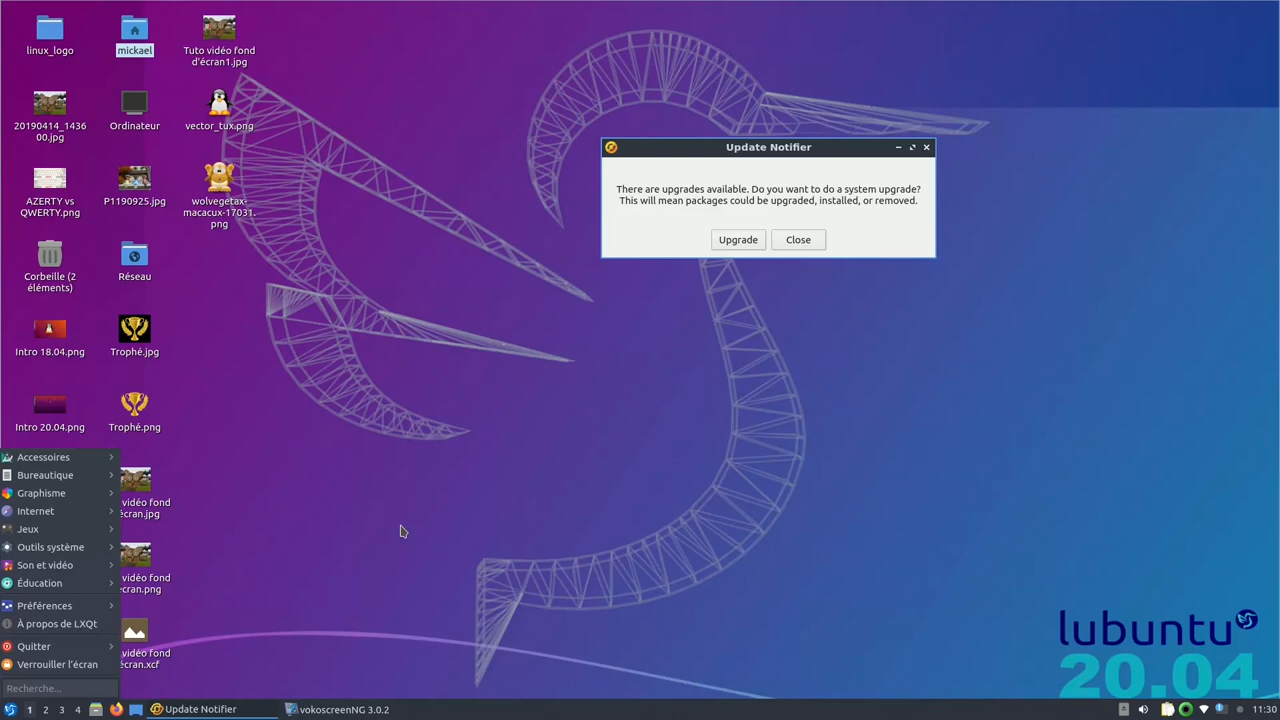 linux_logo
mickael
Tuto vidéo fond
d'écran1.jpg
20190414_1436
00.jpg
Ordinateur
vector_tux.png
AZERTY vs
QWERTY.png
P1190925.jpg
wolvegetax-
macacux-17031.
png
Corbeille (2
éléments)
Réseau
Intro 18.04.png
Trophé.jpg
Intro 20.04.png
Trophé.png
vidéo fond
écran.jpg
vidéo fond
écran.png
vidéo fond
écran.xcf
Update Notifier
There are upgrades available. Do you want to do a system upgrade?
This will mean packages could be upgraded, installed, or removed.
Upgrade
Close
Accessoires
Bureautique
Graphisme
Internet
Jeux
Outils système
Son et vidéo
Éducation
Préférences
À propos de LXQt
Quitter
Verrouiller l'écran
Recherche...
lubuntu
20.04
1 2 3 4
Update Notifier
vokoscreenNG 3.0.2
11:30